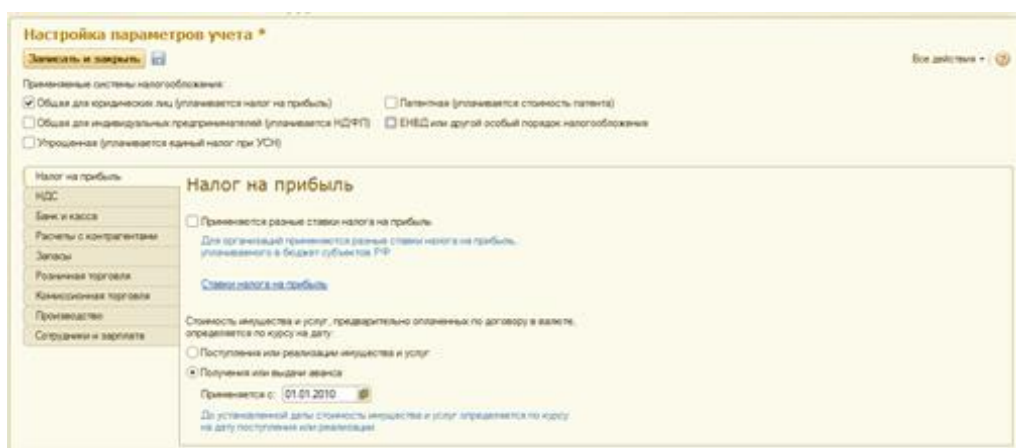 Настройка параметров учета *
Записать и закрыть
Все действия
Применяемые системы налогообложения:
Общая для юридических лиц (уплачивается налог на прибыль)
Патентная (уплачивается стоимость патента)
Общая для индивидуальных предпринимателей (уплачивается НДФЛ)
ЕНВД или другой особый порядок налогообложения
Упрощенная (уплачивается единый налог при УСН)
Налог на прибыль
НДС
Банк и касса
Расчеты с контрагентами
Запасы
Розничная торговля
Комиссионная торговля
Производство
Сотрудники и зарплата
Налог на прибыль
Применяются разные ставки налога на прибыль
Для организаций применяются разные ставки налога на прибыль,
уплачиваемого в бюджет субъектов РФ
Ставки налога на прибыль
Стоимость имущества и услуг, предварительно оплаченных по договору в валюте,
определяется по курсу на дату:
Поступления или реализации имущества и услуг
Получения или выдачи аванса
Применяется с: 01.01.2010
До установленной даты стоимость имущества и услуг определяется по курсу
на дату поступления или реализации